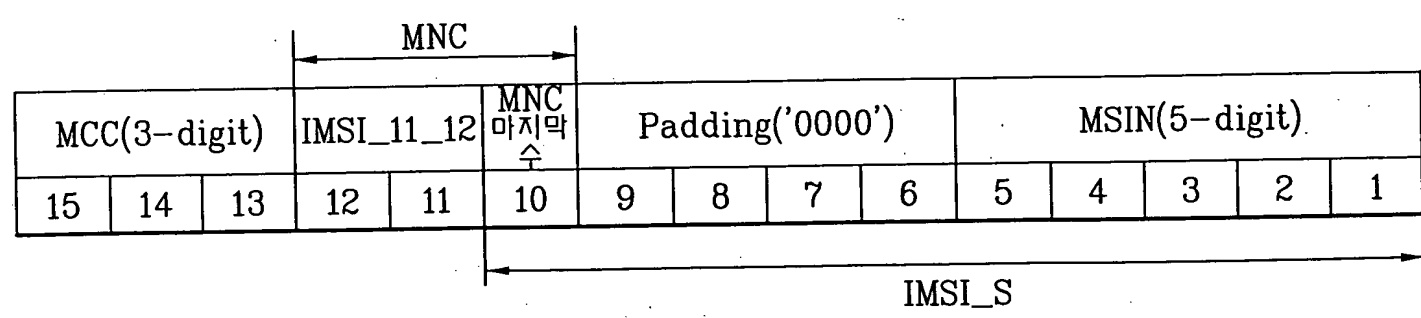 MNC
MCC(3-digit) IMSI_11_12 MNC 마지막 수 Padding('0000') MSIN(5-digit)
15 14 13 12 11 10 9 8 7 6 5 4 3 2 1
IMSI_S